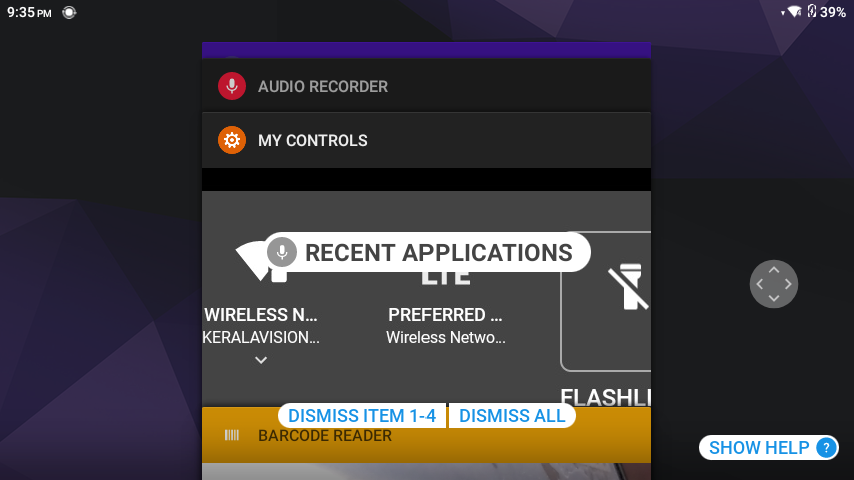 9:35 PM
39%
AUDIO RECORDER
MY CONTROLS
RECENT APPLICATIONS
LTE
WIRELESS N... PREFERRED ...
KERALAVISION... Wireless Netwo...
FLASHLI
DISMISS ITEM 1-4 DISMISS ALL
BARCODE READER
SHOW HELP ?